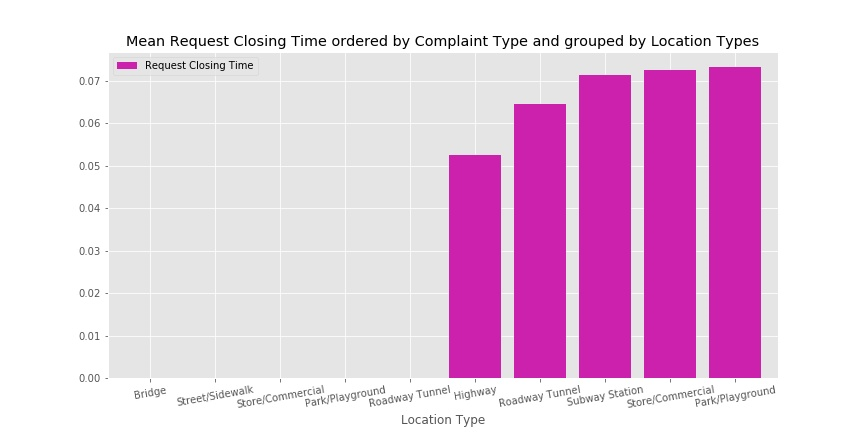 Mean Request Closing Time ordered by Complaint Type and grouped by Location Types
Request Closing Time
0.07
0.06
0.05
0.04
0.03
0.02
0.01
0.00
Bridge
Street/Sidewalk
Store/Commercial
Park/Playground
Roadway Tunnel
Highway
Roadway Tunnel
Subway Station
Store/Commercial
Park/Playground
Location Type